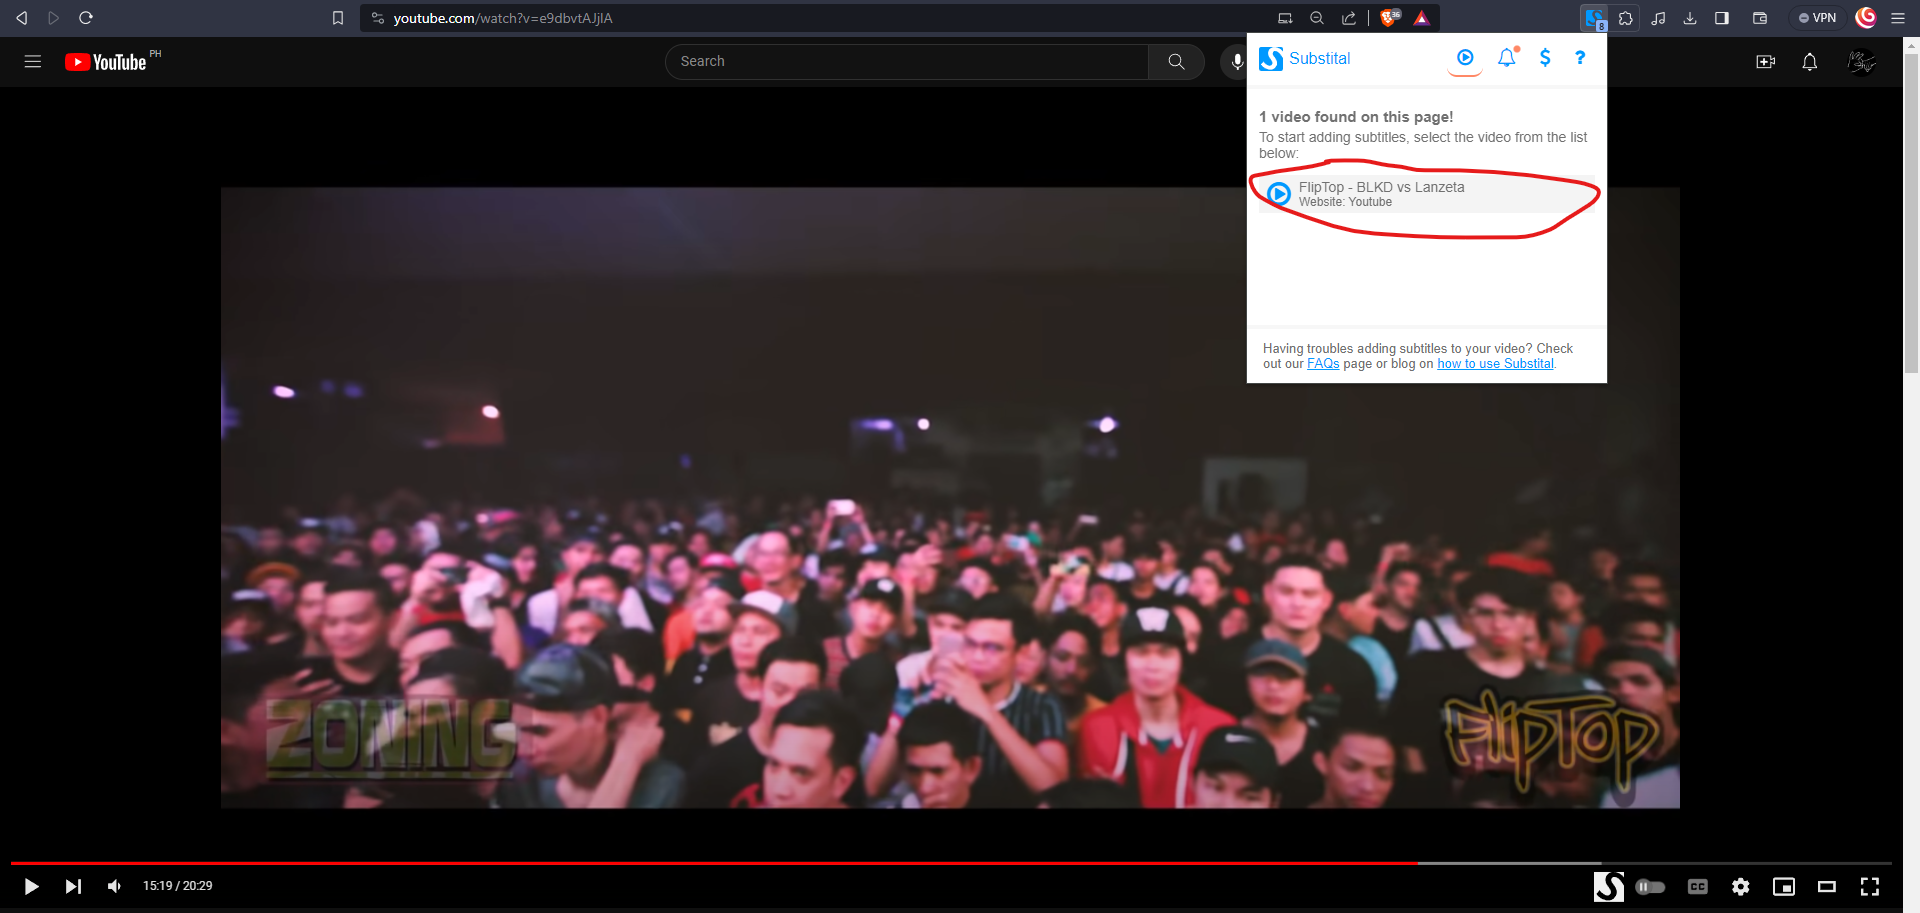 youtube.com/watch?v=e9dbvtAJjlA
36
8
VPN
YouTube PH
Search
Substital
$
?
1 video found on this page!
To start adding subtitles, select the video from the list
below:
FlipTop - BLKD vs Lanzeta
Website: Youtube
Having troubles adding subtitles to your video? Check
out our FAQs page or blog on how to use Substital.
ZONING
FlipTop
15:19 / 20:29
CC